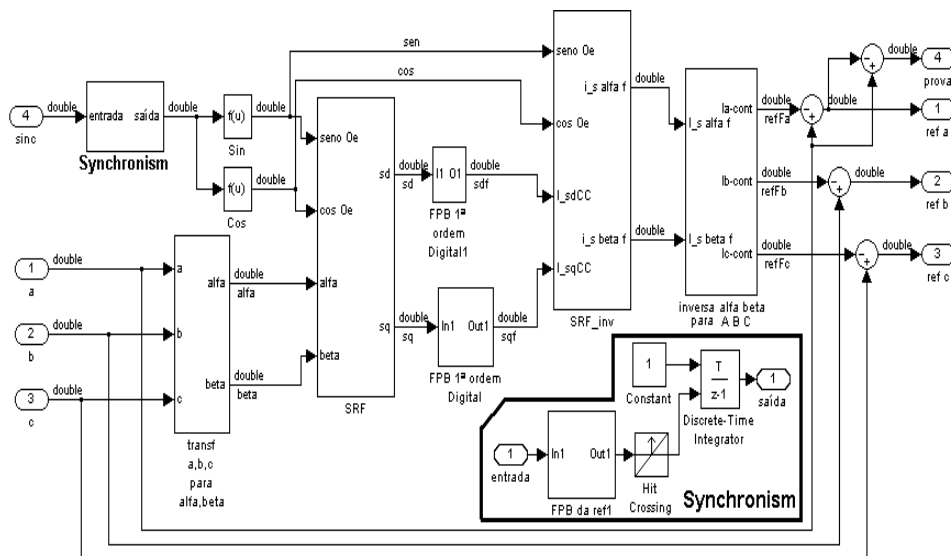 sen
cos
seno Oe
cos Oe
i_s alfa f
I_sdCC
I_sqCC
i_s beta f
SRF_inv
double
double
I_s alfa f
I_s beta f
Ia-cont
Ib-cont
Ic-cont
inversa alfa beta
para A B C
double
refFa
double
refFb
double
refFc
double
double
double
double
4
prova
1
ref a
2
ref b
3
ref c
4
sinc
double
entrada saída
Synchronism
double
f(u)
Sin
double
f(u)
Cos
double
seno Oe
cos Oe
alfa
beta
sd
sq
SRF
double
sd
I1 O1
FPB 1ª
ordem
Digital1
double
sdf
double
sq
In1 Out1
FPB 1ª ordem
Digital
double
sqf
1
a
double
2
b
double
3
c
double
a
b
c
alfa
beta
transf
a,b,c
para
alfa,beta
double
alfa
double
beta
1
Constant
T
z-1
Discrete-Time
Integrator
1
saída
1
entrada
In1 Out1
FPB da ref1
Hit
Crossing
Synchronism